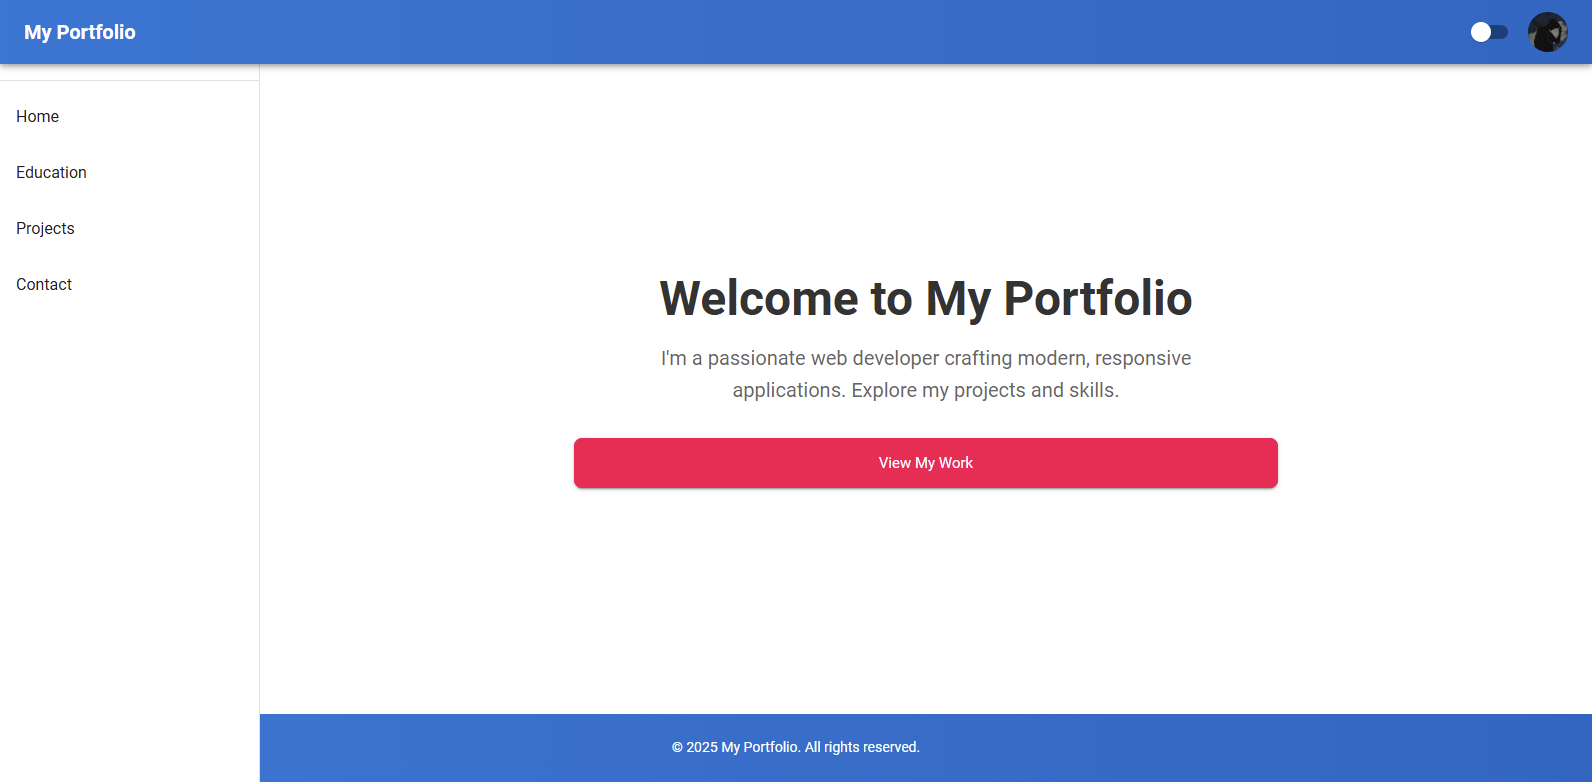 My Portfolio
Home
Education
Projects
Contact
Welcome to My Portfolio
I'm a passionate web developer crafting modern, responsive
applications. Explore my projects and skills.
View My Work
© 2025 My Portfolio. All rights reserved.